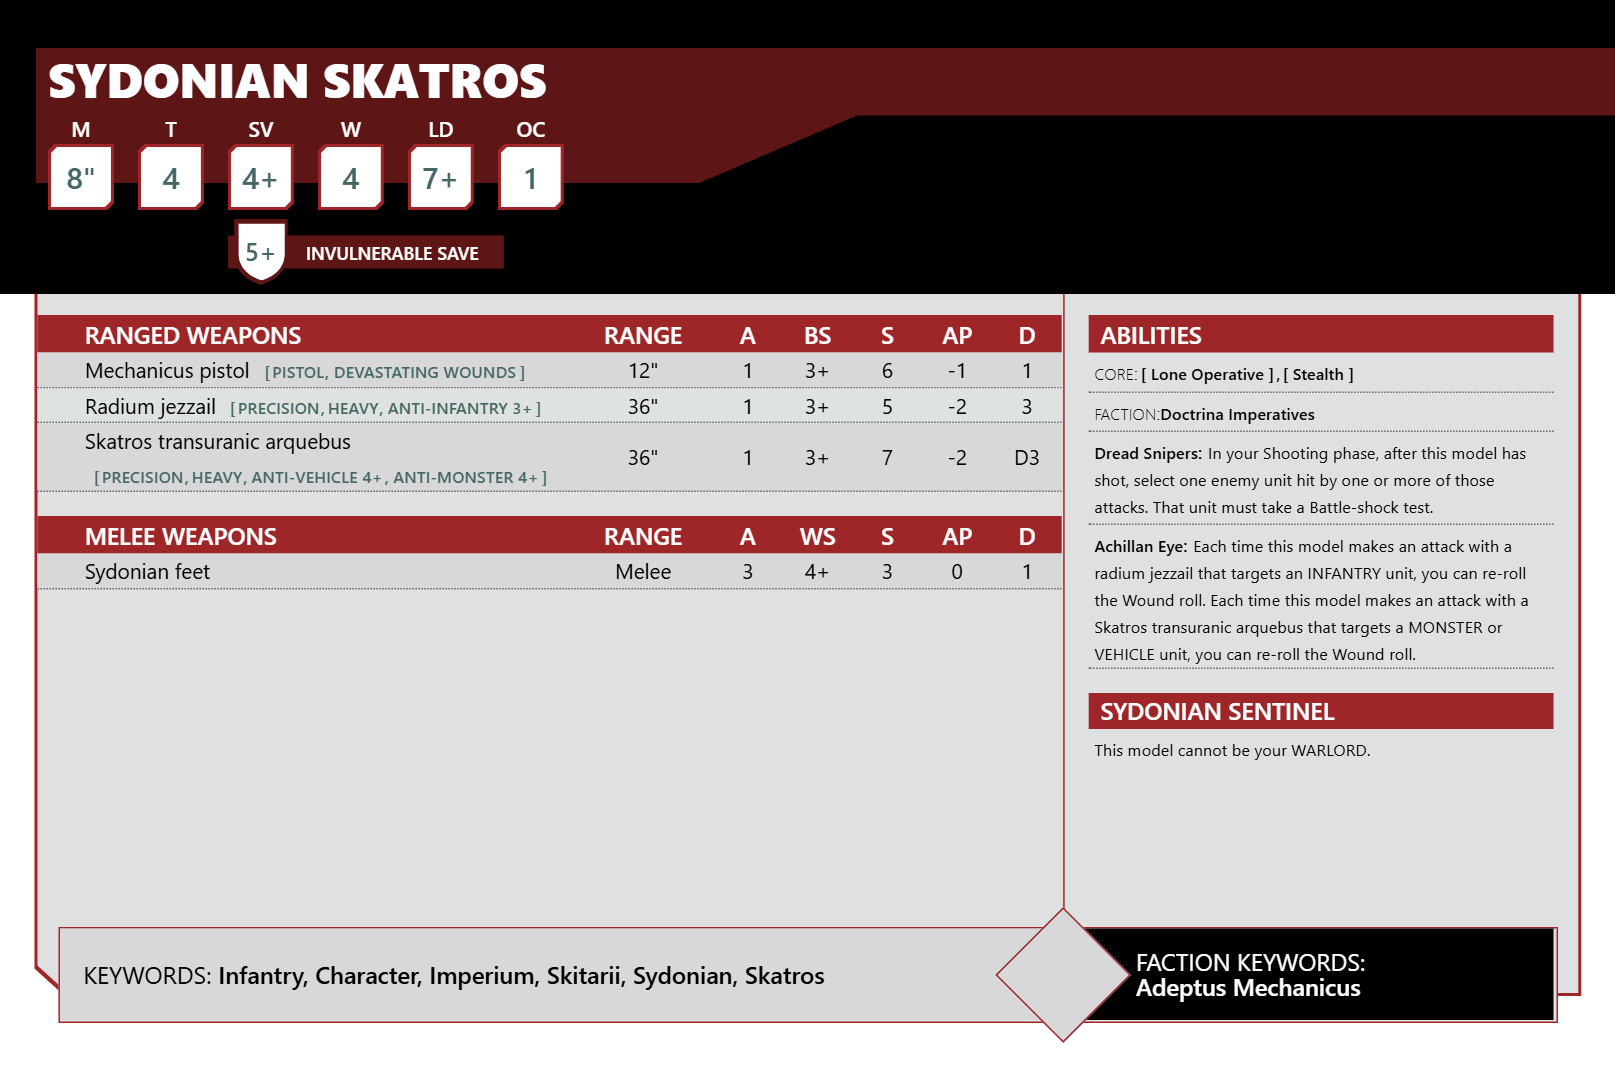 SYDONIAN SKATROS
M T SV W LD OC
8" 4 4+ 4 7+ 1
5+ INVULNERABLE SAVE
RANGED WEAPONS RANGE A BS S AP D
Mechanicus pistol [ PISTOL, DEVASTATING WOUNDS ] 12" 1 3+ 6 -1 1
Radium jezzail [ PRECISION, HEAVY, ANTI-INFANTRY 3+ ] 36" 1 3+ 5 -2 3
Skatros transuranic arquebus
[ PRECISION, HEAVY, ANTI-VEHICLE 4+ , ANTI-MONSTER 4+ ] 36" 1 3+ 7 -2 D3
MELEE WEAPONS RANGE A WS S AP D
Sydonian feet Melee 3 4+ 3 0 1
ABILITIES
CORE: [ Lone Operative ] , [ Stealth ]
FACTION:Doctrina Imperatives
Dread Snipers: In your Shooting phase, after this model has
shot, select one enemy unit hit by one or more of those
attacks. That unit must take a Battle-shock test.
Achillan Eye: Each time this model makes an attack with a
radium jezzail that targets an INFANTRY unit, you can re-roll
the Wound roll. Each time this model makes an attack with a
Skatros transuranic arquebus that targets a MONSTER or
VEHICLE unit, you can re-roll the Wound roll.
SYDONIAN SENTINEL
This model cannot be your WARLORD.
KEYWORDS: Infantry, Character, Imperium, Skitarii, Sydonian, Skatros
FACTION KEYWORDS:
Adeptus Mechanicus